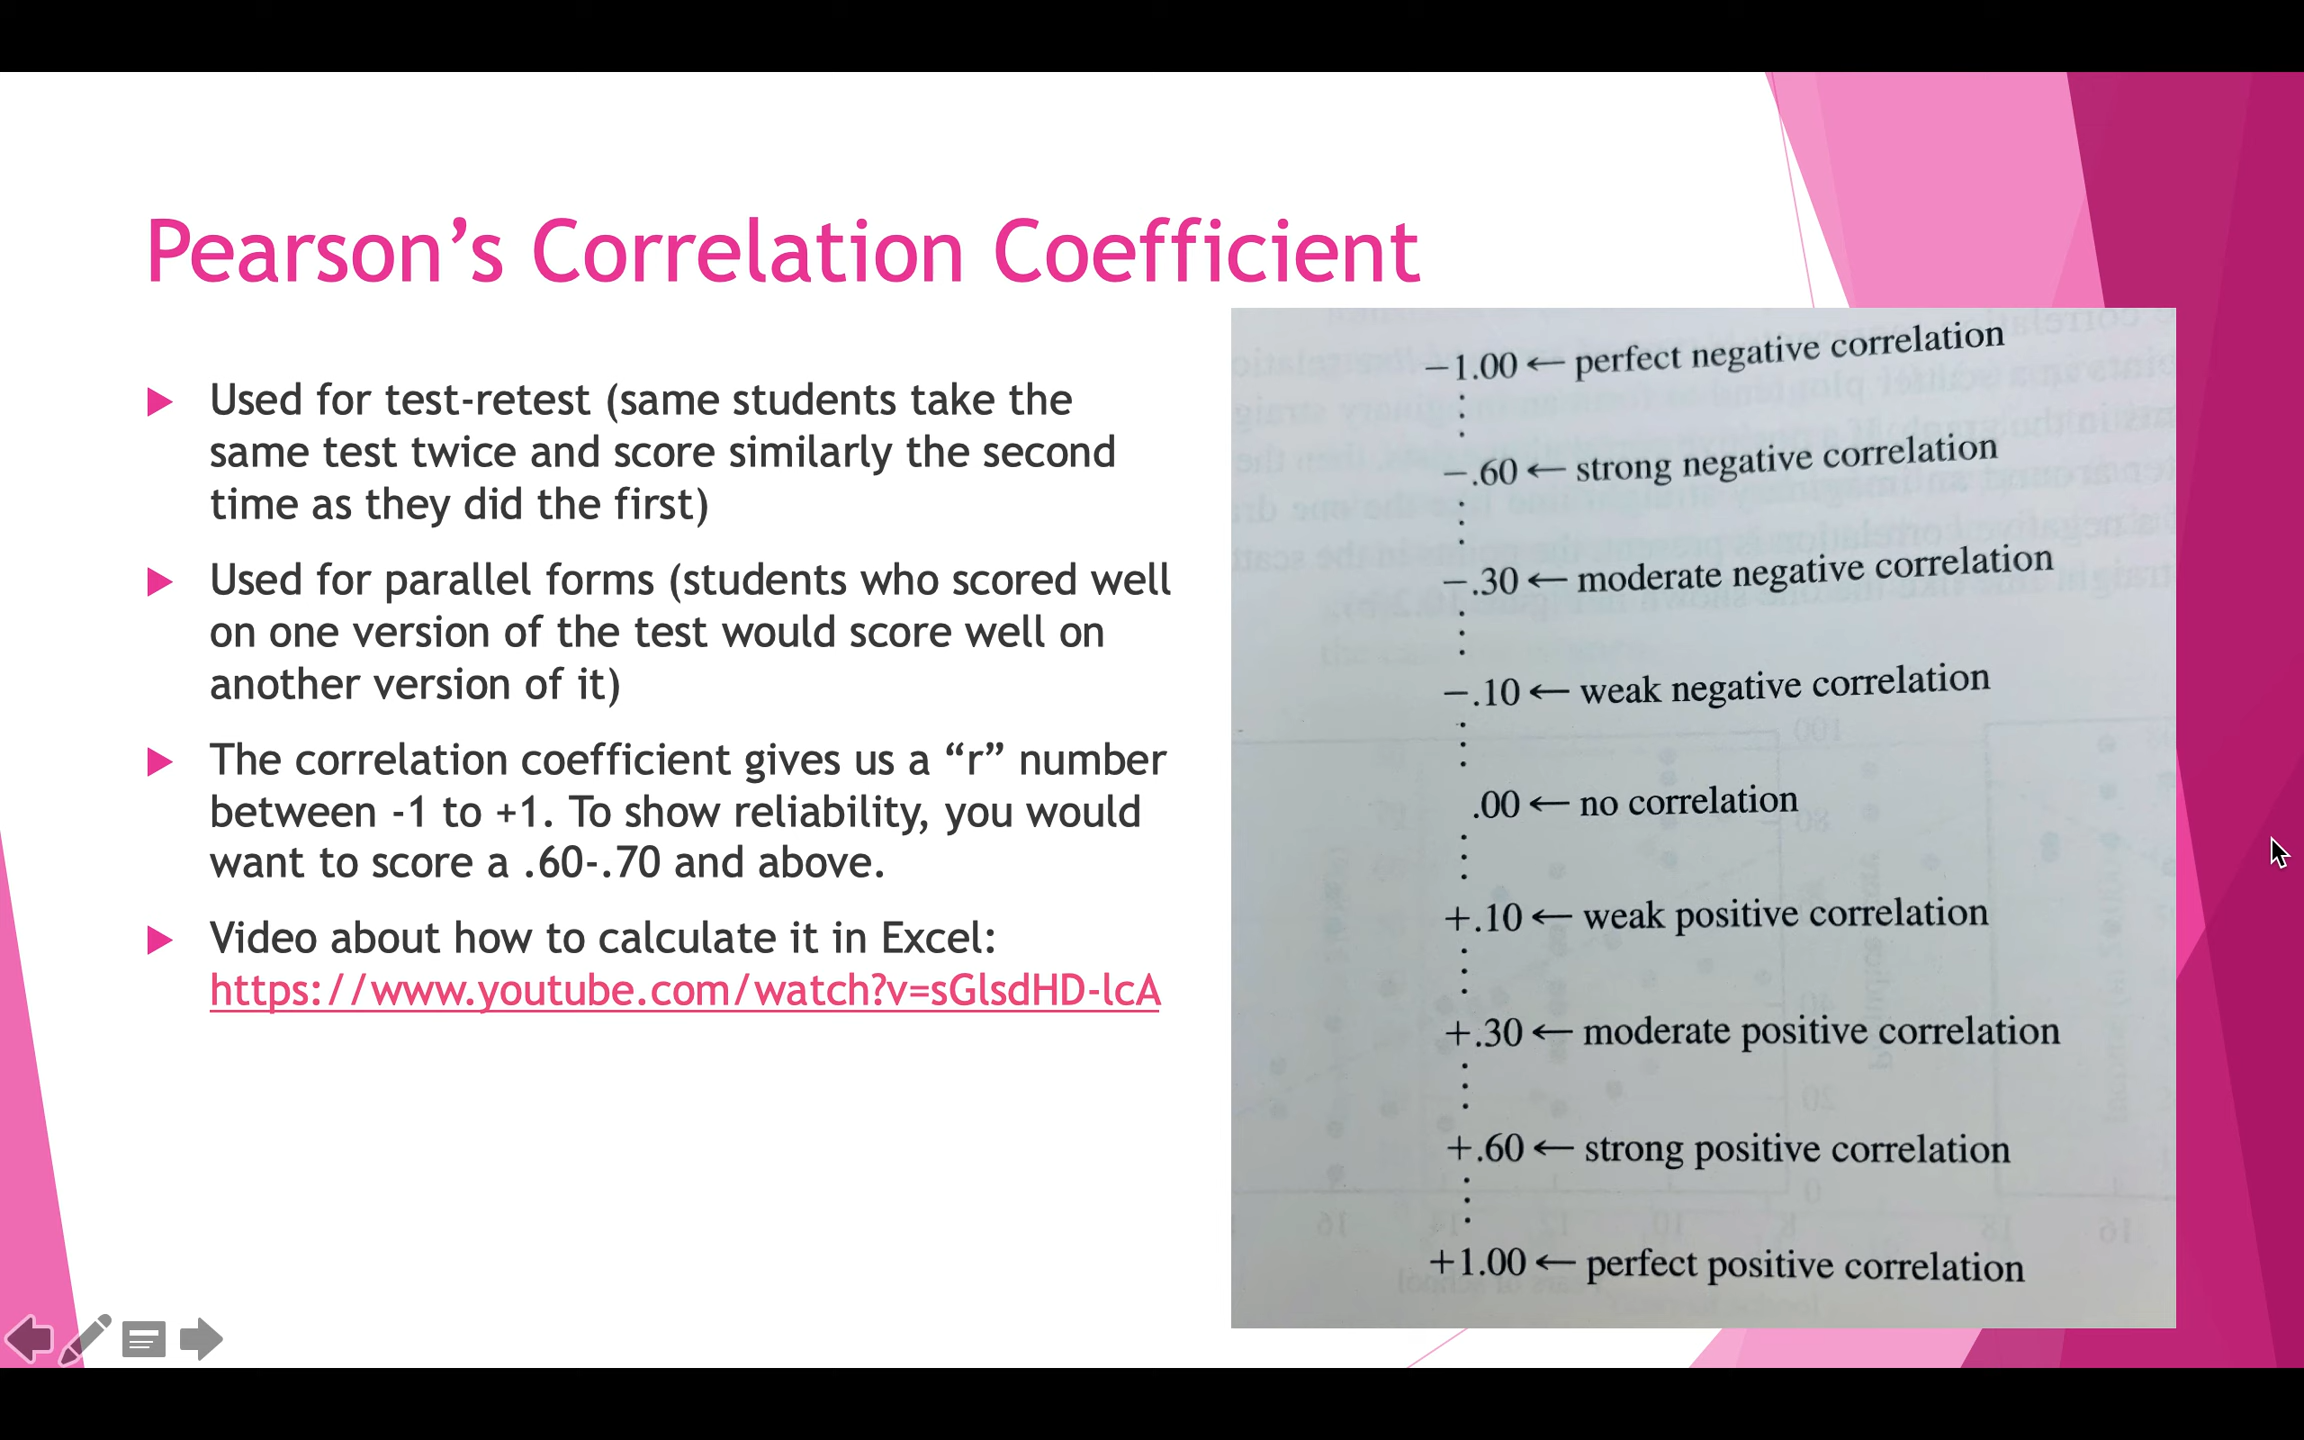 Pearson’s Correlation Coefficient
Used for test-retest (same students take the
same test twice and score similarly the second
time as they did the first)
Used for parallel forms (students who scored well
on one version of the test would score well on
another version of it)
The correlation coefficient gives us a “r” number
between -1 to +1. To show reliability, you would
want to score a .60-.70 and above.
Video about how to calculate it in Excel:
https://www.youtube.com/watch?v=sGlsdHD-lcA
−1.00 ← perfect negative correlation
−.60 ← strong negative correlation
−.30 ← moderate negative correlation
−.10 ← weak negative correlation
.00 ← no correlation
+.10 ← weak positive correlation
+.30 ← moderate positive correlation
+.60 ← strong positive correlation
+1.00 ← perfect positive correlation